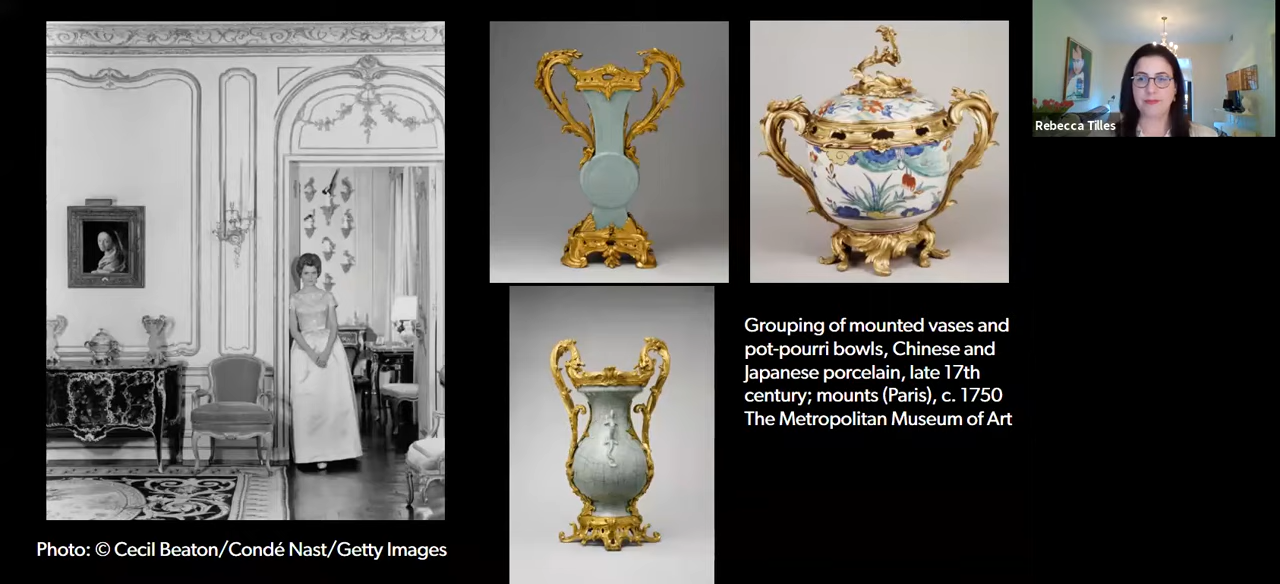 Rebecca Tilles
Grouping of mounted vases and
pot-pourri bowls, Chinese and
Japanese porcelain, late 17th
century; mounts (Paris), c. 1750
The Metropolitan Museum of Art
Photo: © Cecil Beaton/Condé Nast/Getty Images